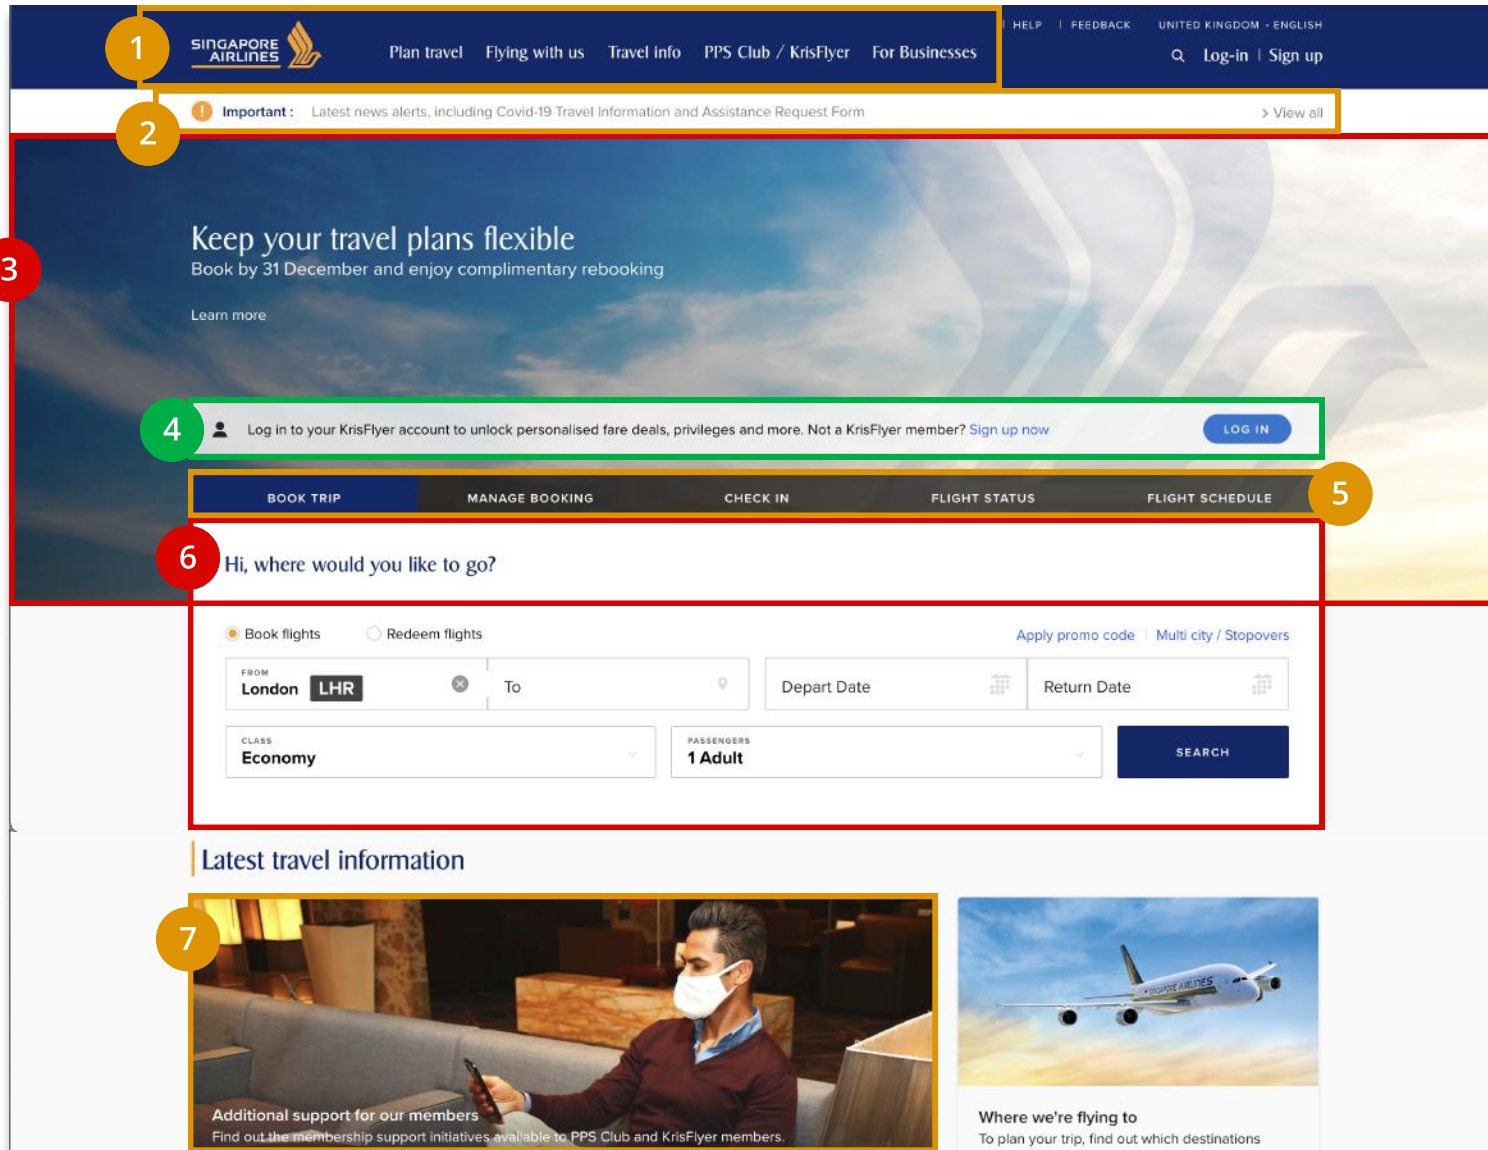 1
SINGAPORE
AIRLINES
Plan travel Flying with us Travel info PPS Club / KrisFlyer For Businesses
HELP | FEEDBACK UNITED KINGDOM - ENGLISH
Log-in | Sign up
2
Important : Latest news alerts, including Covid-19 Travel Information and Assistance Request Form
> View all
3
Keep your travel plans flexible
Book by 31 December and enjoy complimentary rebooking
Learn more
4
Log in to your KrisFlyer account to unlock personalised fare deals, privileges and more. Not a KrisFlyer member? Sign up now
LOG IN
BOOK TRIP MANAGE BOOKING CHECK IN FLIGHT STATUS FLIGHT SCHEDULE
5
6
Hi, where would you like to go?
Book flights Redeem flights
Apply promo code | Multi city / Stopovers
FROM
London LHR
To
Depart Date
Return Date
CLASS
Economy
PASSENGERS
1 Adult
SEARCH
Latest travel information
7
Additional support for our members
Find out the membership support initiatives available to PPS Club and KrisFlyer members.
SINGAPORE AIRLINES
Where we're flying to
To plan your trip, find out which destinations